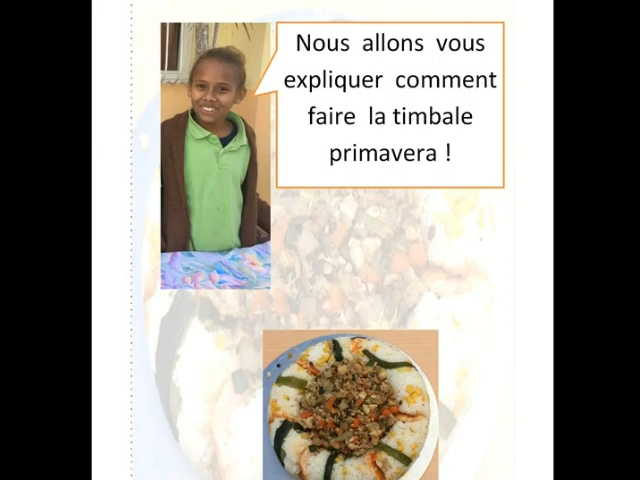 Nous allons vous
expliquer comment
faire la timbale
primavera !